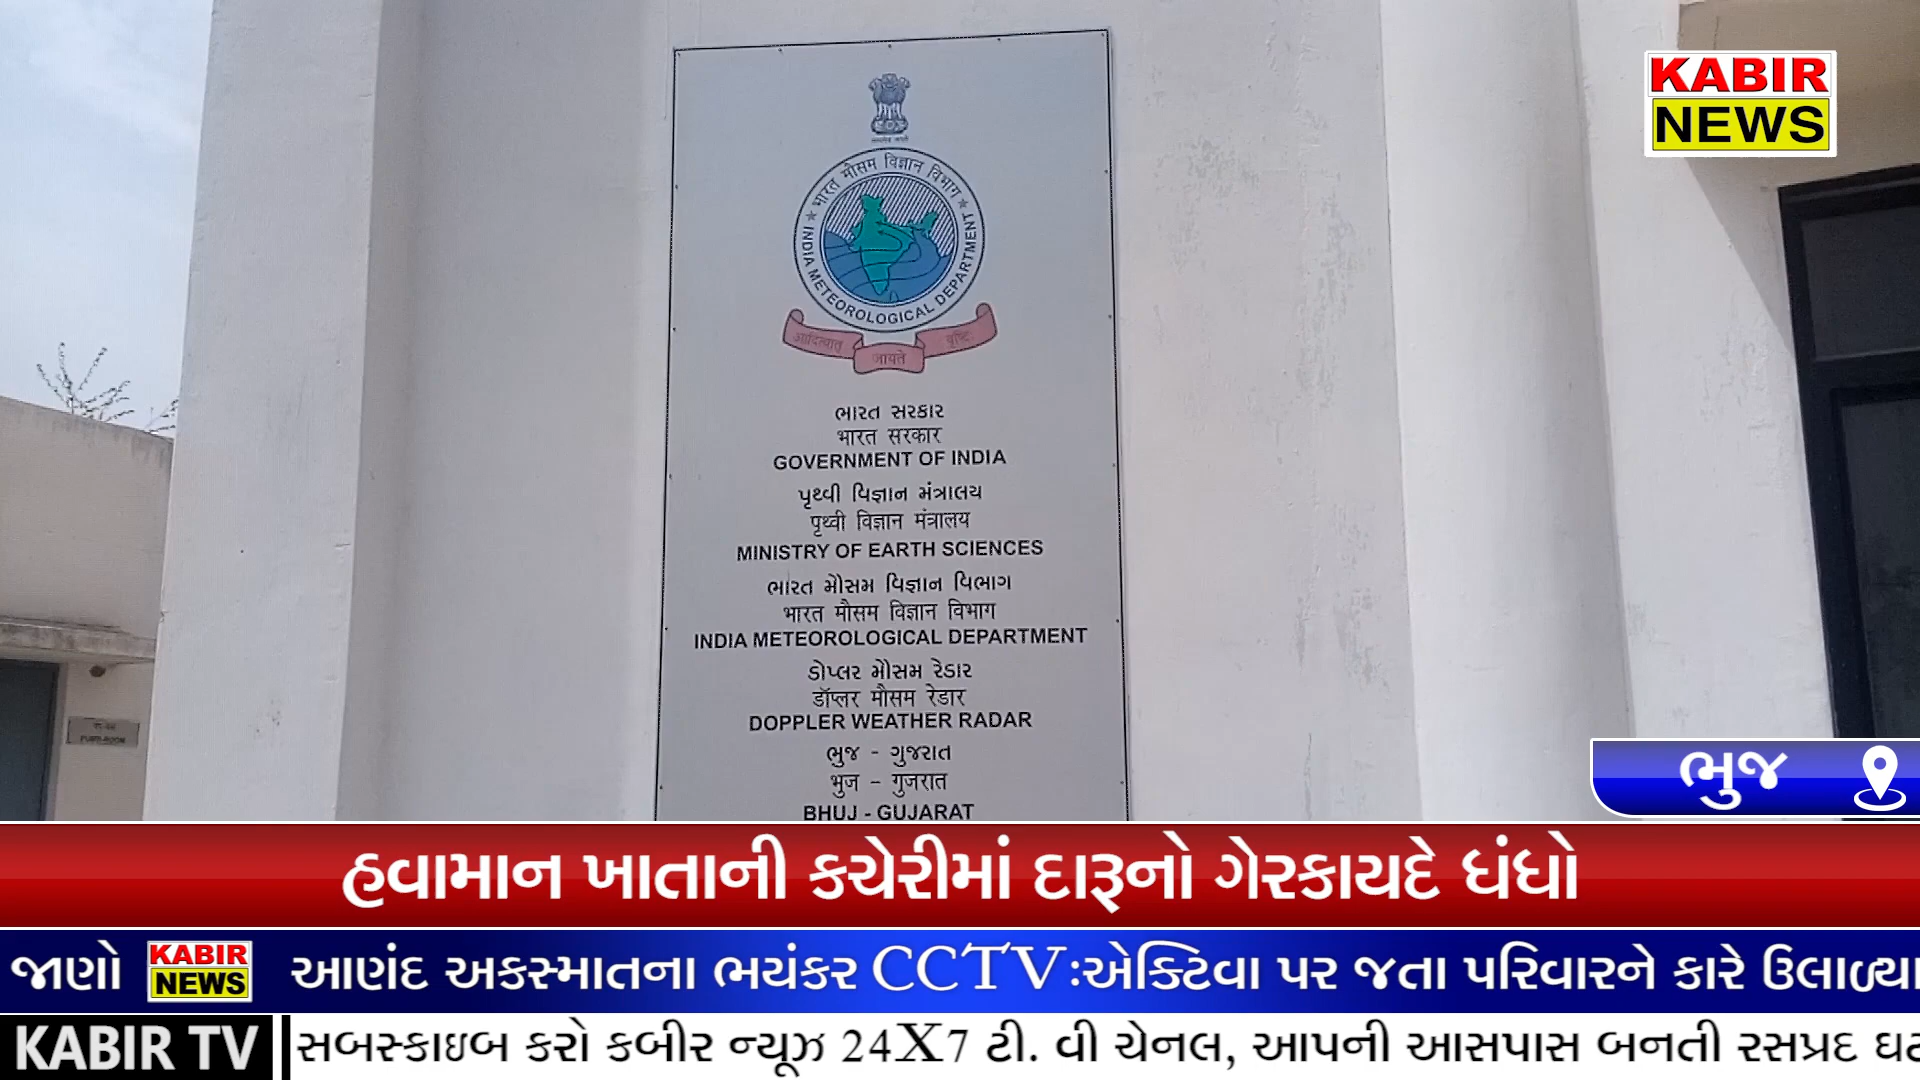 KABIR
NEWS
भारत मौसम विज्ञान विभाग
INDIA METEOROLOGICAL DEPARTMENT
आदित्यात् जायते वृष्टिः
ભારત સરકાર
भारत सरकार
GOVERNMENT OF INDIA
પૃથ્વી વિજ્ઞાન મંત્રાલય
पृथ्वी विज्ञान मंत्रालय
MINISTRY OF EARTH SCIENCES
ભારત મૌસમ વિજ્ઞાન વિભાગ
भारत मौसम विज्ञान विभाग
INDIA METEOROLOGICAL DEPARTMENT
ડોપ્લર મૌસમ રેડાર
डॉप्लर मौसम रेडार
DOPPLER WEATHER RADAR
ભુજ - ગુજરાત
भुज - गुजरात
BHUJ - GUJARAT
ભુજ
હવામાન ખાતાની કચેરીમાં દારૂનો ગેરકાયદે ધંધો
જાણો KABIR NEWS આણંદ અકસ્માતના ભયંકર CCTV:એક્ટિવા પર જતા પરિવારને કારે ઉલાળ્યા
KABIR TV સબસ્ક્રાઇબ કરો કબીર ન્યૂઝ 24X7 ટી. વી ચેનલ, આપની આસપાસ બનતી રસપ્રદ